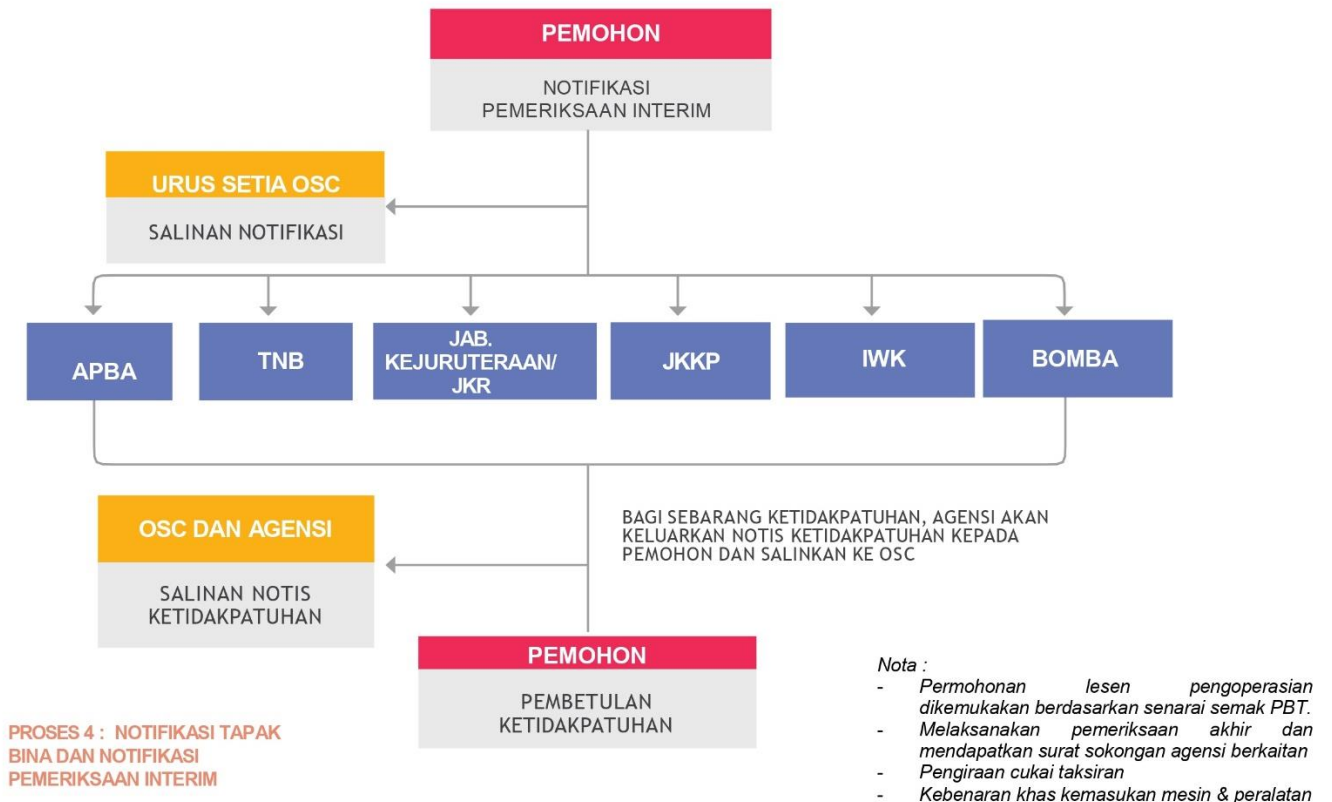 PEMOHON
NOTIFIKASI
PEMERIKSAAN INTERIM
URUS SETIA OSC
SALINAN NOTIFIKASI
APBA
TNB
JAB.
KEJURUTERAAN/
JKR
JKKP
IWK
BOMBA
OSC DAN AGENSI
SALINAN NOTIS
KETIDAKPATUHAN
BAGI SEBARANG KETIDAKPATUHAN, AGENSI AKAN
KELUARKAN NOTIS KETIDAKPATUHAN KEPADA
PEMOHON DAN SALINKAN KE OSC
PEMOHON
PEMBETULAN
KETIDAKPATUHAN
PROSES 4 : NOTIFIKASI TAPAK
BINA DAN NOTIFIKASI
PEMERIKSAAN INTERIM
Nota :
- Permohonan lesen pengoperasian
dikemukakan berdasarkan senarai semak PBT.
- Melaksanakan pemeriksaan akhir dan
mendapatkan surat sokongan agensi berkaitan
- Pengiraan cukai taksiran
- Kebenaran khas kemasukan mesin & peralatan